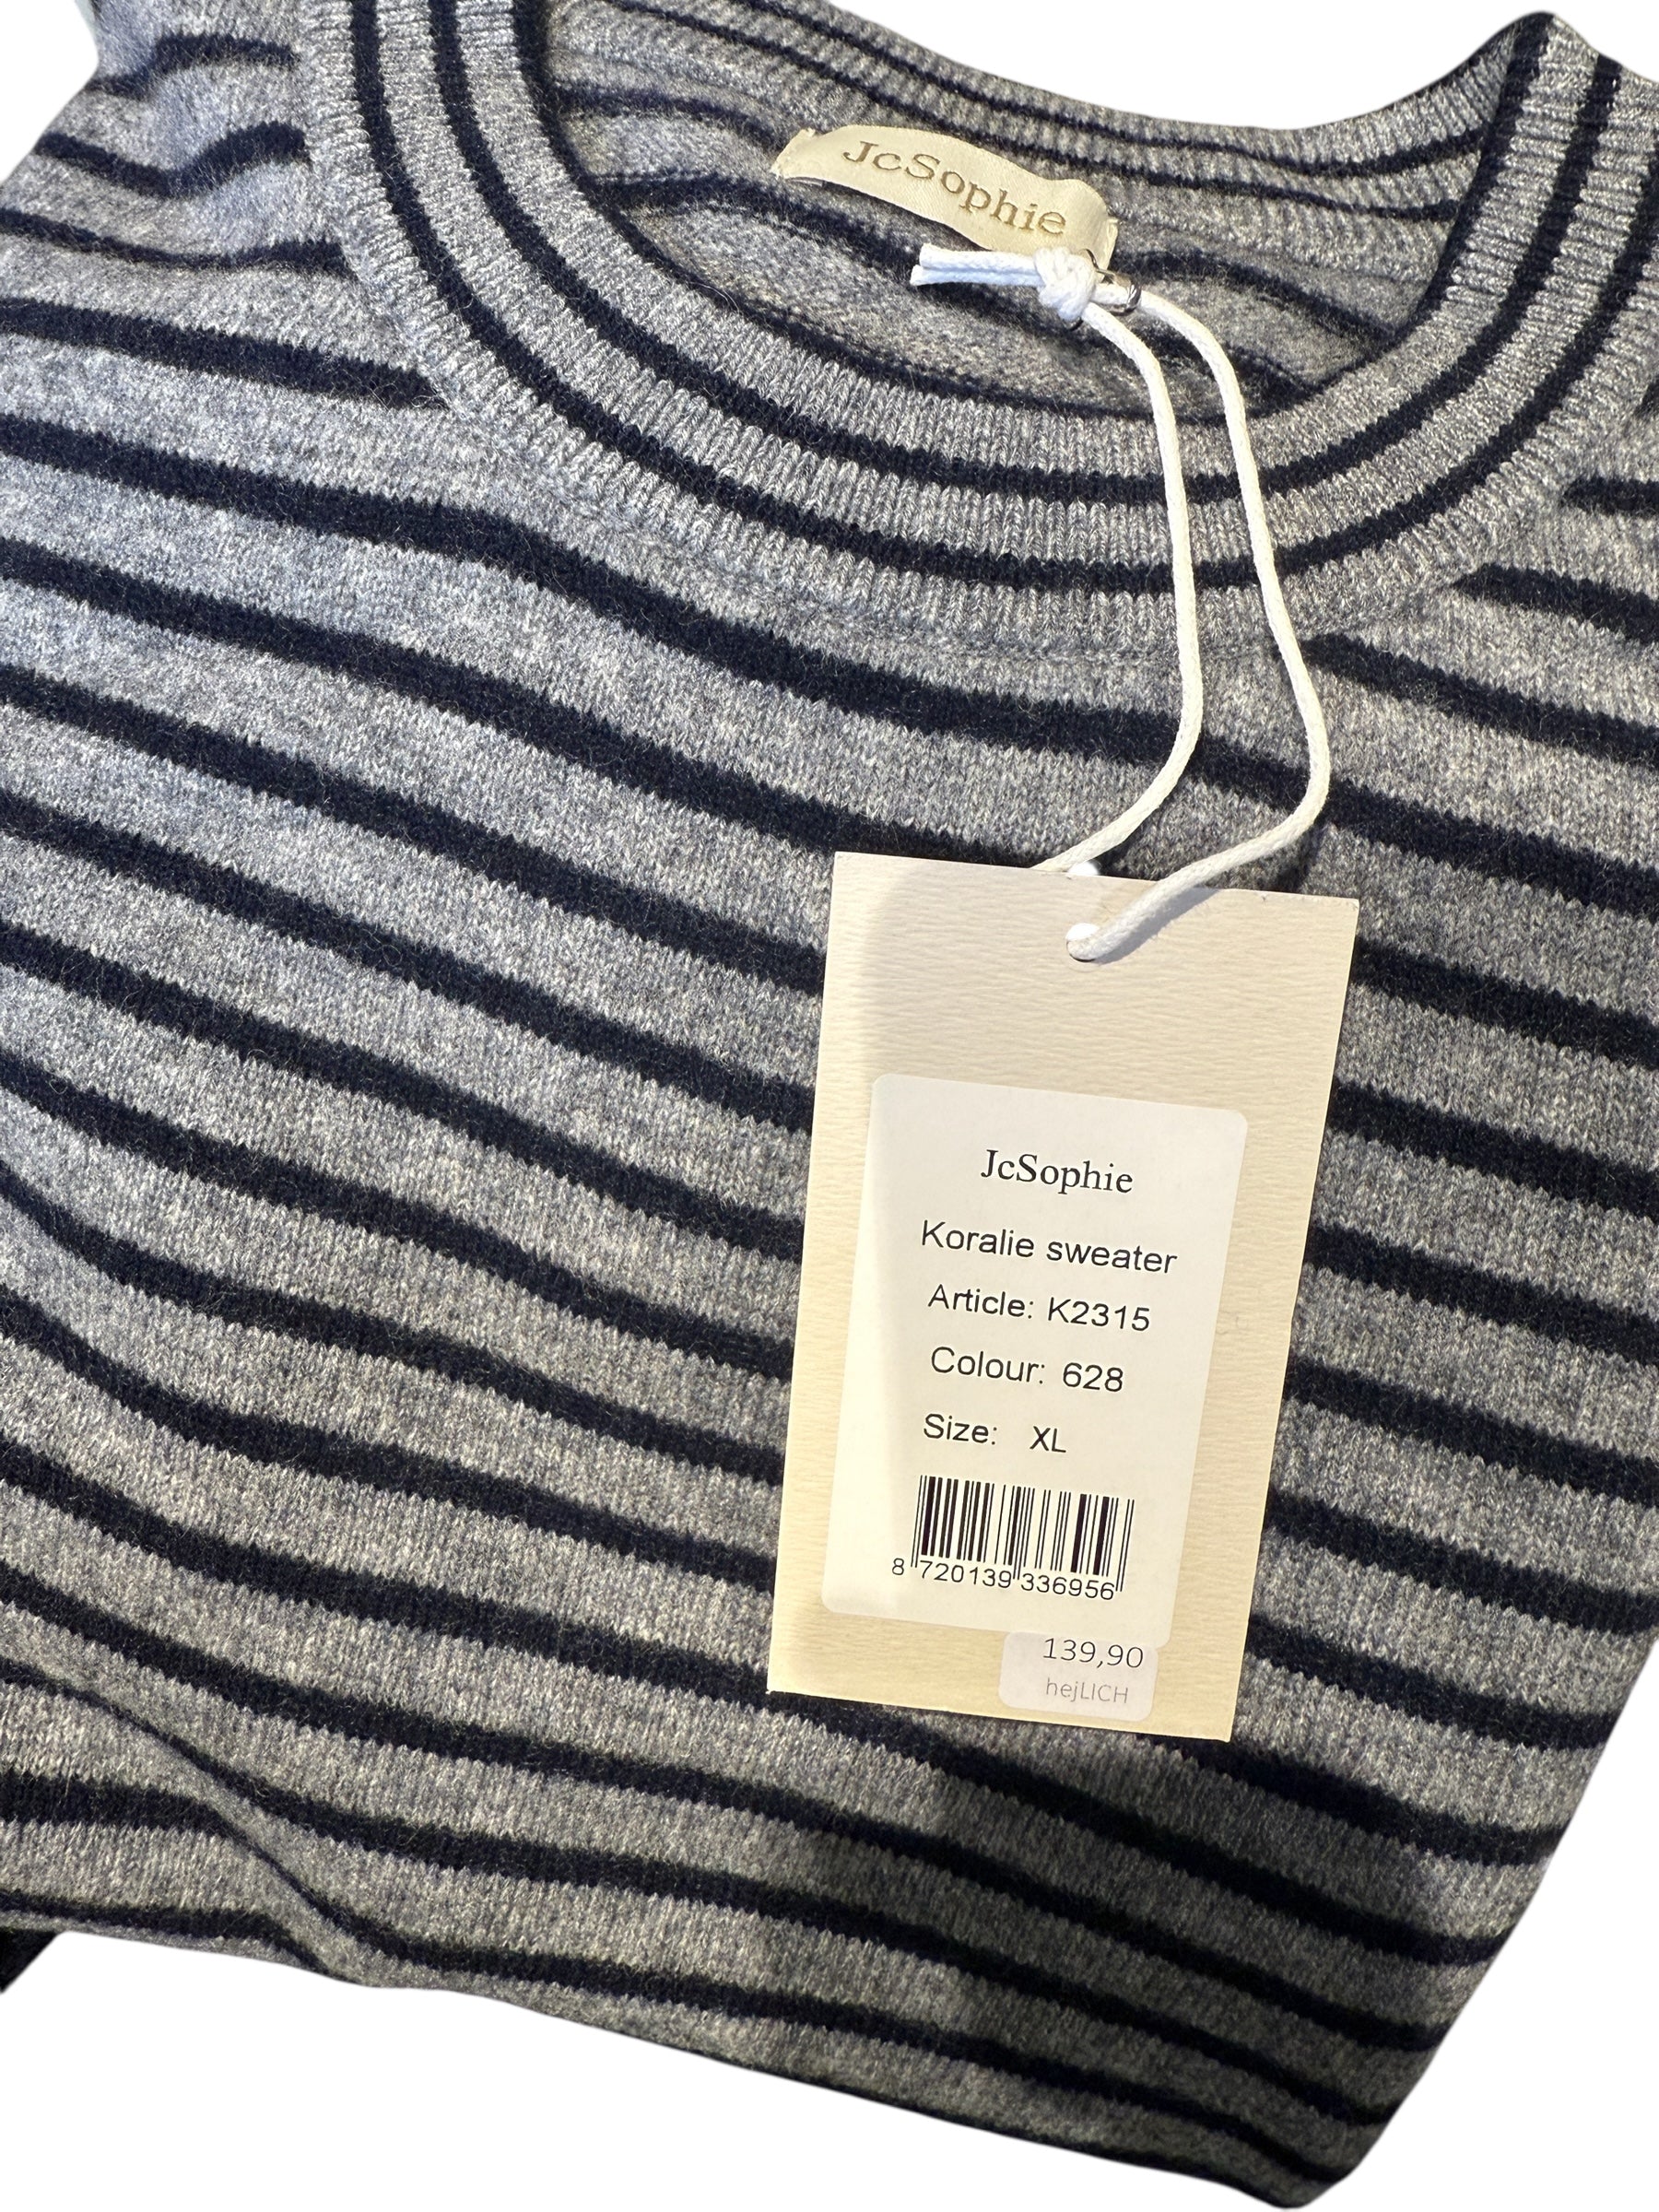 JcSophie
JcSophie
Koralie sweater
Article: K2315
Colour: 628
Size: XL
8 720139 336956
139,90
hejLICH